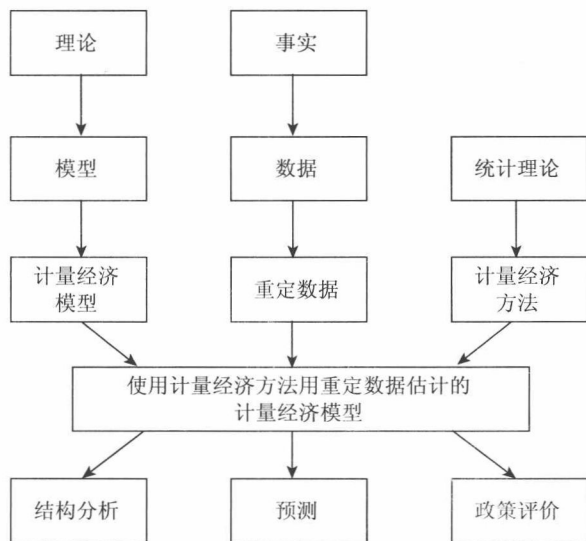 理论
事实
模型
数据
统计理论
计量经济
模型
重定数据
计量经济
方法
使用计量经济方法用重定数据估计的
计量经济模型
结构分析
预测
政策评价